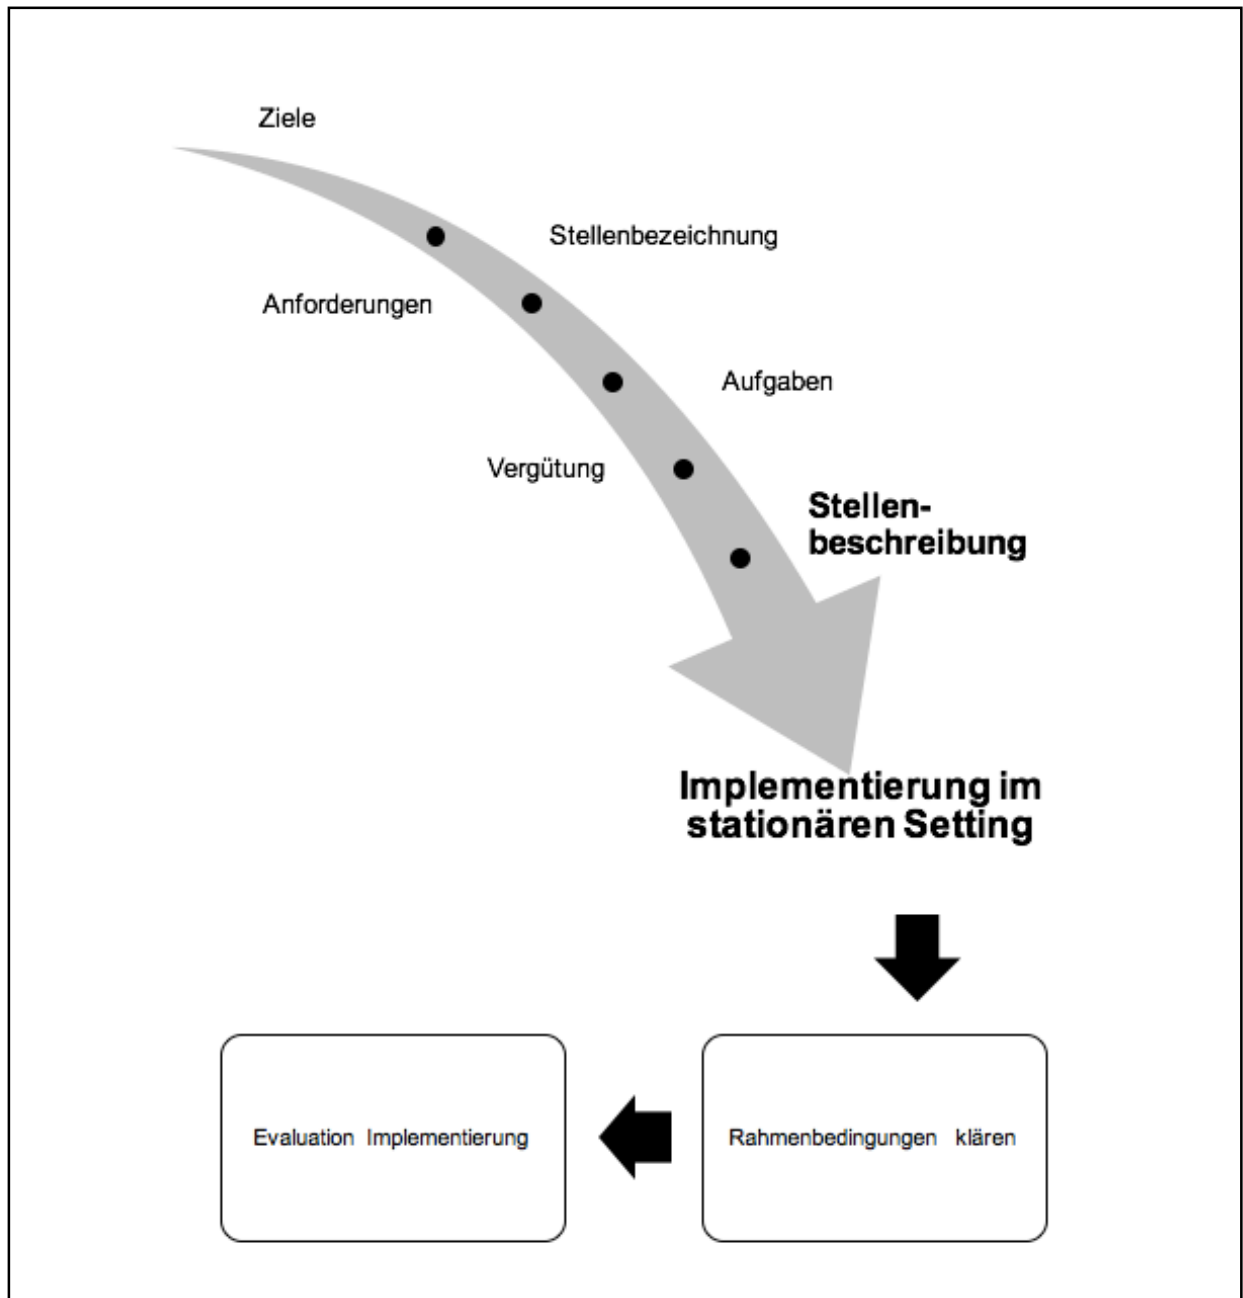 Ziele
Stellenbezeichnung
Anforderungen
Aufgaben
Vergütung
Stellen-
beschreibung
Implementierung im
stationären Setting
Evaluation Implementierung
Rahmenbedingungen klären